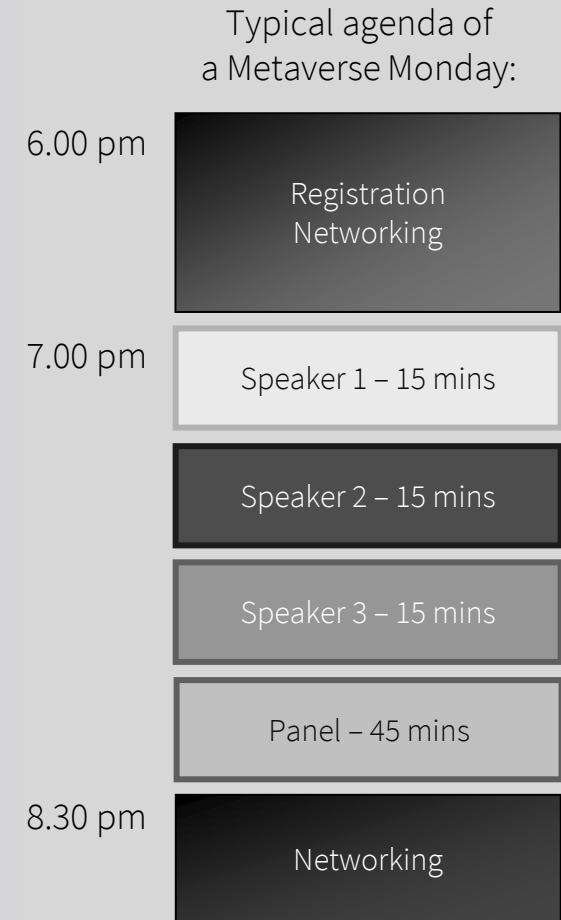 Typical agenda of
a Metaverse Monday:
6.00 pm
Registration
Networking
7.00 pm
Speaker 1 – 15 mins
Speaker 2 – 15 mins
Speaker 3 – 15 mins
Panel – 45 mins
8.30 pm
Networking